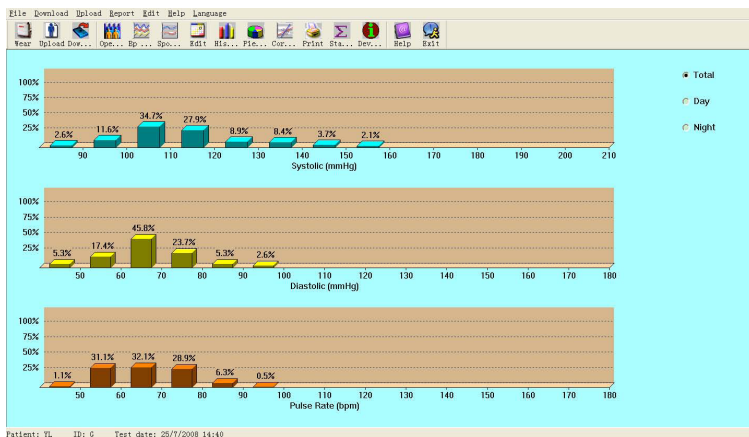 File Download Upload Report Edit Help Language
Wear Upload Dow... Ope... Bp ... Spo... Edit His... Pie... Cor... Print Sta... Dev... Help Exit
100%
75%
50%
25%
2.6% 11.6% 34.7% 27.9% 8.9% 8.4% 3.7% 2.1%
90 100 110 120 130 140 150 160 170 180 190 200 210
Systolic (mmHg)
Total
Day
Night
100%
75%
50%
25%
5.3% 17.4% 45.8% 23.7% 5.3% 2.6%
50 60 70 80 90 100 110 120 130 140 150 160 170 180
Diastolic (mmHg)
100%
75%
50%
25%
1.1% 31.1% 32.1% 28.9% 6.3% 0.5%
50 60 70 80 90 100 110 120 130 140 150 160 170 180
Pulse Rate (bpm)
Patient: YL ID: G Test date: 25/7/2008 14:40